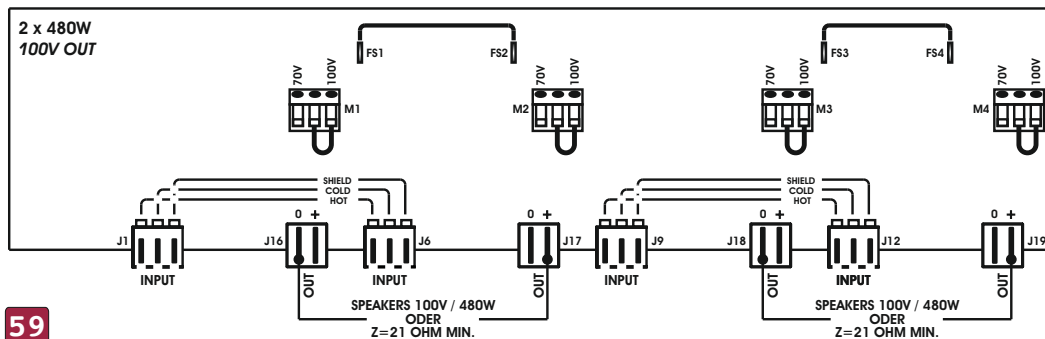 2 x 480W
100V OUT
FS1
FS2
FS3
FS4
70V
100V
M1
70V
100V
M2
70V
100V
M3
70V
100V
M4
SHIELD
COLD
HOT
SHIELD
COLD
HOT
J1
INPUT
J16
0 +
OUT
J6
INPUT
0 +
J17
OUT
J9
INPUT
J18
0 +
OUT
J12
INPUT
0 +
J19
OUT
SPEAKERS 100V / 480W
ODER
Z=21 OHM MIN.
SPEAKERS 100V / 480W
ODER
Z=21 OHM MIN.
59